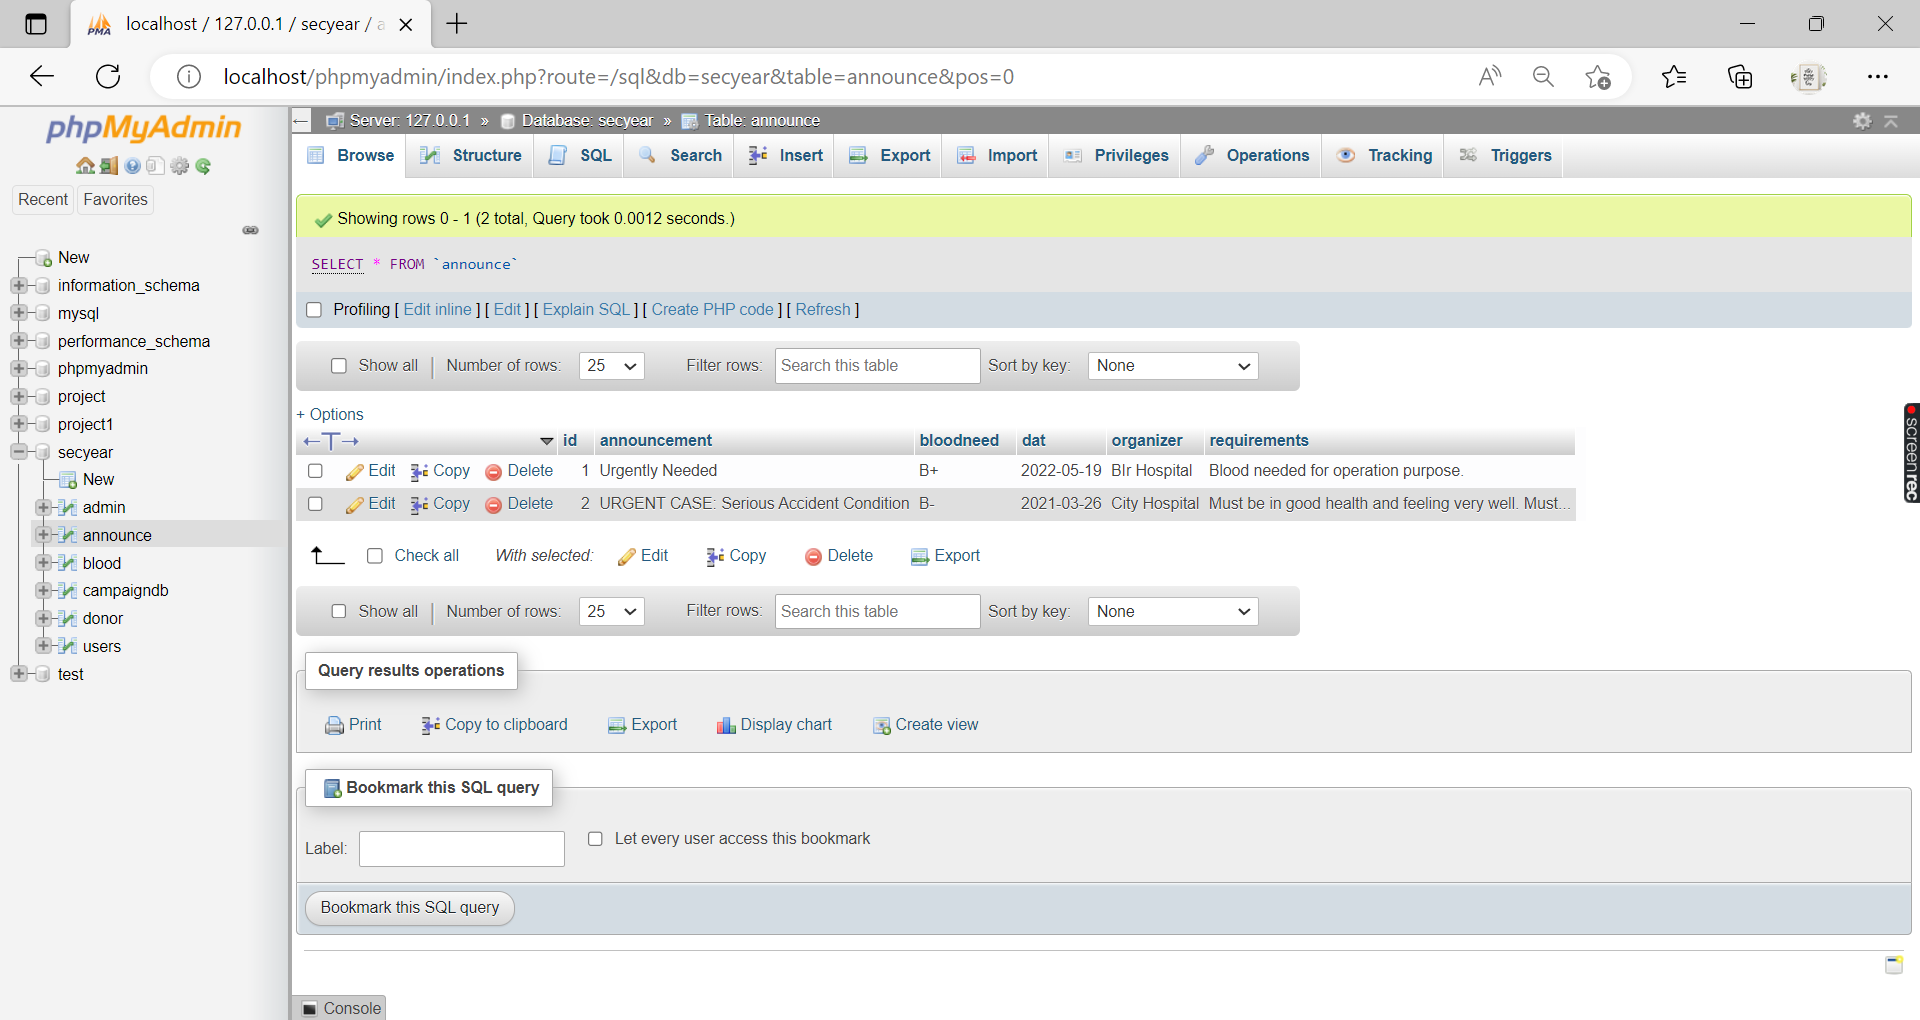 localhost / 127.0.0.1 / secyear / a
localhost/phpmyadmin/index.php?route=/sql&db=secyear&table=announce&pos=0
phpMyAdmin
Recent Favorites
New
information_schema
mysql
performance_schema
phpmyadmin
project
project1
secyear
New
admin
announce
blood
campaigndb
donor
users
test
Server: 127.0.0.1 » Database: secyear » Table: announce
Browse Structure SQL Search Insert Export Import Privileges Operations Tracking Triggers
Showing rows 0 - 1 (2 total, Query took 0.0012 seconds.)
SELECT * FROM `announce`
Profiling [ Edit inline ] [ Edit ] [ Explain SQL ] [ Create PHP code ] [ Refresh ]
Show all Number of rows: 25 Filter rows: Search this table Sort by key: None
+ Options
←T→ id announcement bloodneed dat organizer requirements
Edit Copy Delete 1 Urgently Needed B+ 2022-05-19 BIr Hospital Blood needed for operation purpose.
Edit Copy Delete 2 URGENT CASE: Serious Accident Condition B- 2021-03-26 City Hospital Must be in good health and feeling very well. Must...
Check all With selected: Edit Copy Delete Export
Show all Number of rows: 25 Filter rows: Search this table Sort by key: None
Query results operations
Print Copy to clipboard Export Display chart Create view
Bookmark this SQL query
Label: Let every user access this bookmark
Bookmark this SQL query
Console
screenrec